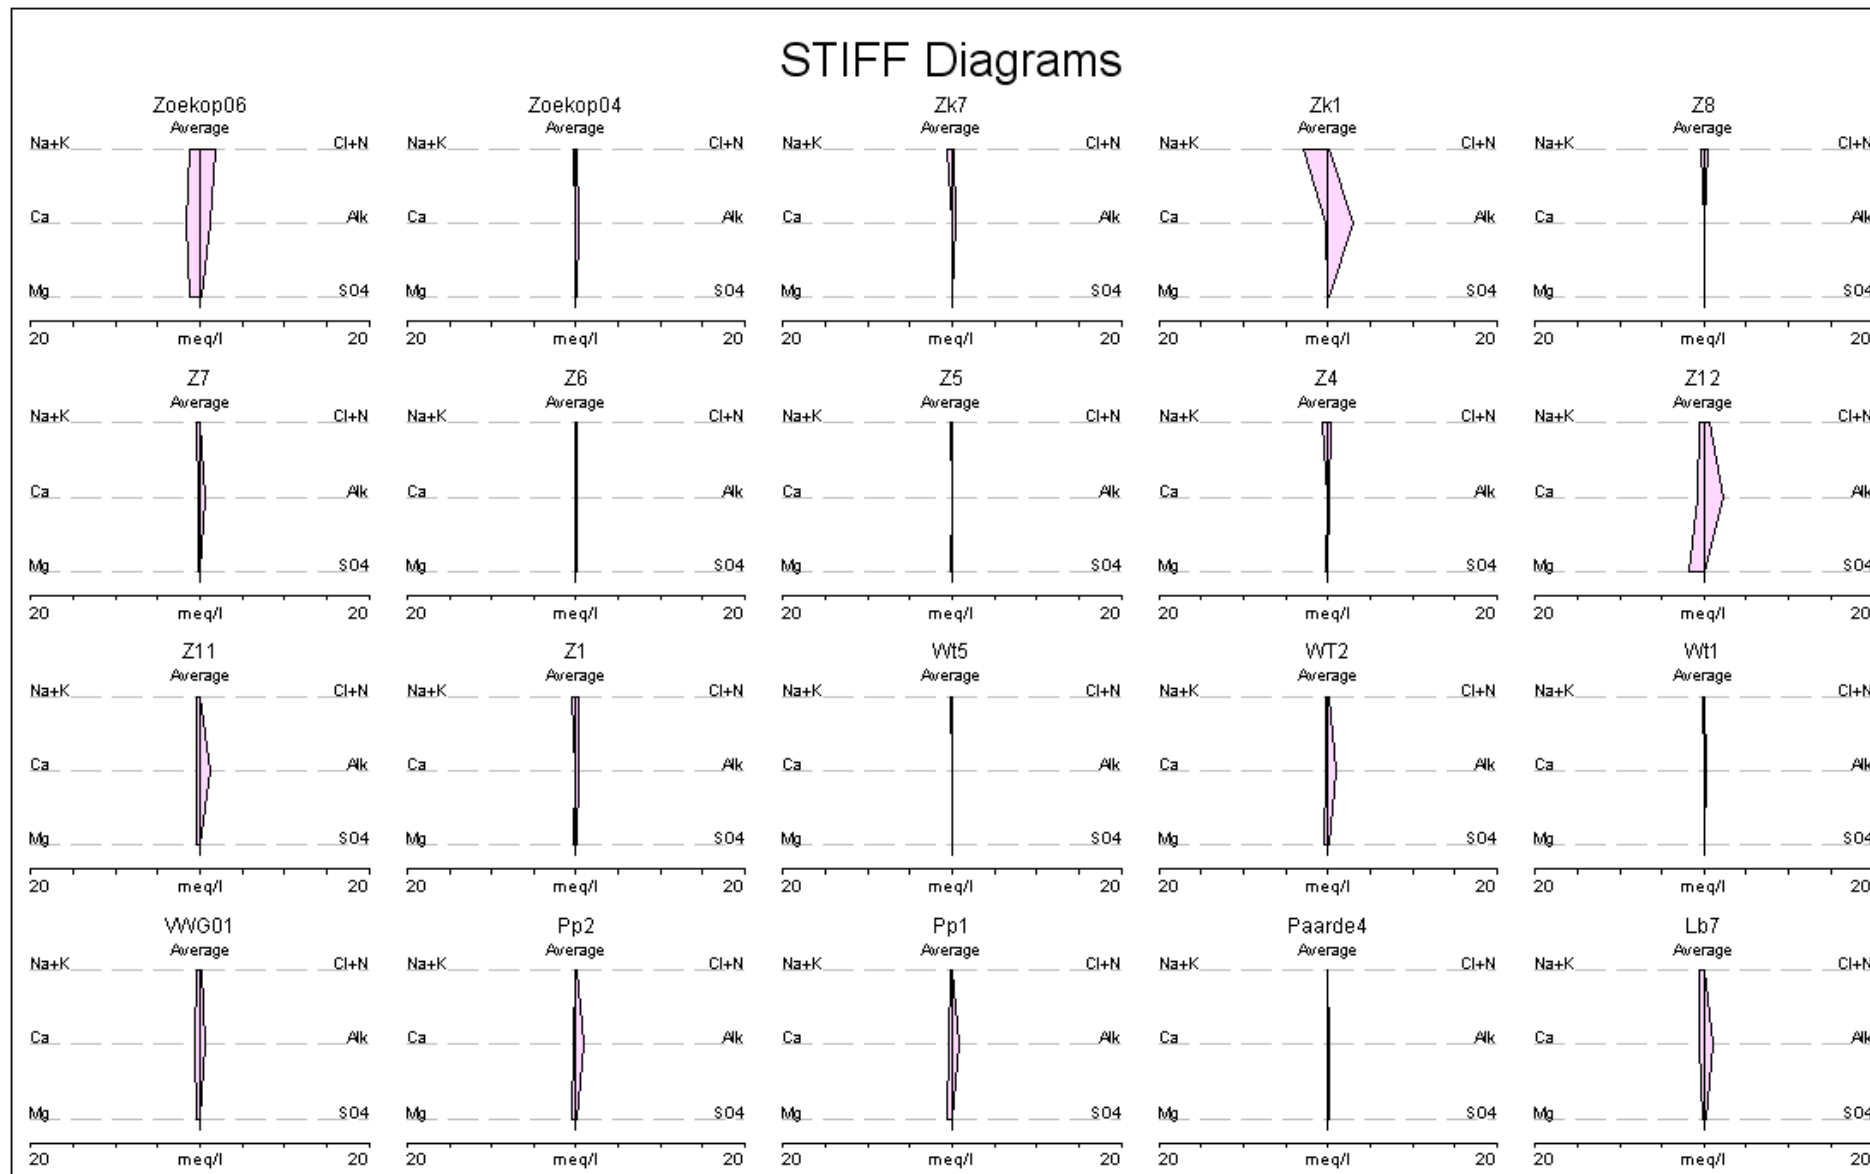 STIFF Diagrams
Zoekop06 Zoekop04 Zk7 Zk1 Z8
Average Average Average Average Average
Na+K Cl+N Na+K Cl+N Na+K Cl+N Na+K Cl+N Na+K Cl+N
Ca Alk Ca Alk Ca Alk Ca Alk Ca Alk
Mg SO4 Mg SO4 Mg SO4 Mg SO4 Mg SO4
20 meq/l 20 20 meq/l 20 20 meq/l 20 20 meq/l 20 20 meq/l 20
Z7 Z6 Z5 Z4 Z12
Average Average Average Average Average
Na+K Cl+N Na+K Cl+N Na+K Cl+N Na+K Cl+N Na+K Cl+N
Ca Alk Ca Alk Ca Alk Ca Alk Ca Alk
Mg SO4 Mg SO4 Mg SO4 Mg SO4 Mg SO4
20 meq/l 20 20 meq/l 20 20 meq/l 20 20 meq/l 20 20 meq/l 20
Z11 Z1 Wt5 WT2 Wt1
Average Average Average Average Average
Na+K Cl+N Na+K Cl+N Na+K Cl+N Na+K Cl+N Na+K Cl+N
Ca Alk Ca Alk Ca Alk Ca Alk Ca Alk
Mg SO4 Mg SO4 Mg SO4 Mg SO4 Mg SO4
20 meq/l 20 20 meq/l 20 20 meq/l 20 20 meq/l 20 20 meq/l 20
VWG01 Pp2 Pp1 Paarde4 Lb7
Average Average Average Average Average
Na+K Cl+N Na+K Cl+N Na+K Cl+N Na+K Cl+N Na+K Cl+N
Ca Alk Ca Alk Ca Alk Ca Alk Ca Alk
Mg SO4 Mg SO4 Mg SO4 Mg SO4 Mg SO4
20 meq/l 20 20 meq/l 20 20 meq/l 20 20 meq/l 20 20 meq/l 20